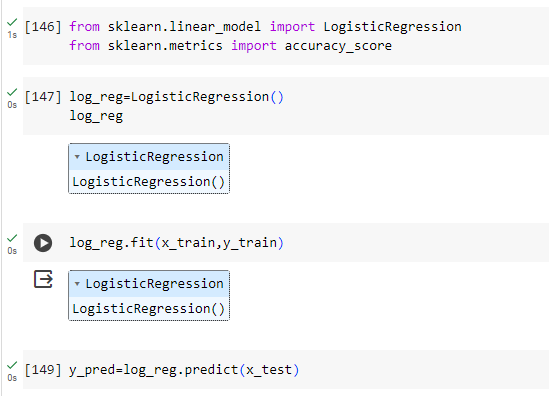 [146] from sklearn.linear_model import LogisticRegression
1s
from sklearn.metrics import accuracy_score
[147] log_reg=LogisticRegression()
0s
log_reg
▾ LogisticRegression
LogisticRegression()
log_reg.fit(x_train,y_train)
0s
▾ LogisticRegression
LogisticRegression()
[149] y_pred=log_reg.predict(x_test)
0s